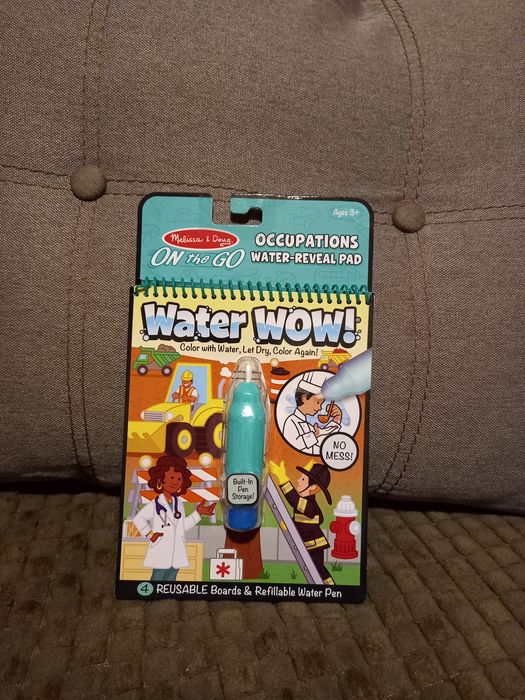 Ages 3+
Melissa & Doug
ON the GO
OCCUPATIONS
WATER-REVEAL PAD
Water WOW!
Color with Water, Let Dry, Color Again!
NO
MESS!
Built-In
Pen
Storage!
4 REUSABLE Boards & Refillable Water Pen